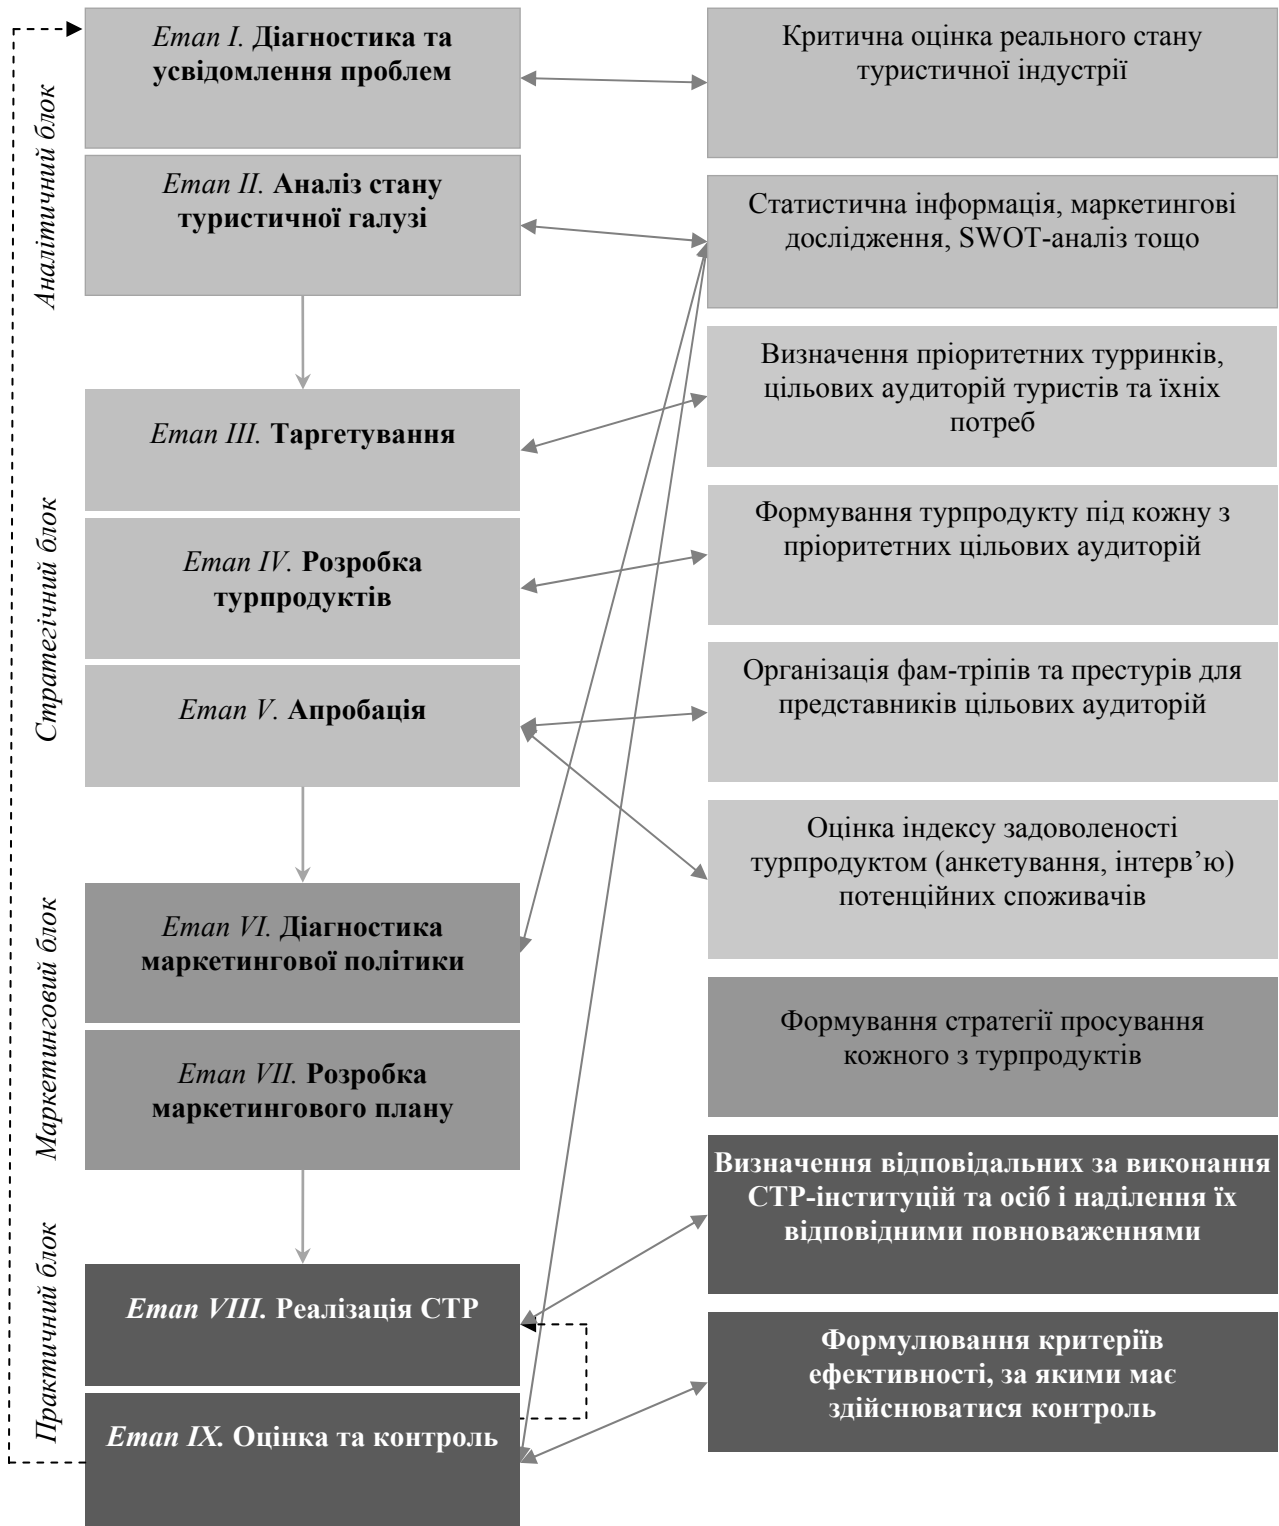 Аналітичний блок
Етап I. Діагностика та
усвідомлення проблем
Етап II. Аналіз стану
туристичної галузі
Стратегічний блок
Етап III. Таргетування
Етап IV. Розробка
турпродуктів
Етап V. Апробація
Маркетинговий блок
Етап VI. Діагностика
маркетингової політики
Етап VII. Розробка
маркетингового плану
Практичний блок
Етап VIII. Реалізація СТР
Етап IX. Оцінка та контроль
Критична оцінка реального стану
туристичної індустрії
Статистична інформація, маркетингові
дослідження, SWOT-аналіз тощо
Визначення пріоритетних турринків,
цільових аудиторій туристів та їхніх
потреб
Формування турпродукту під кожну з
пріоритетних цільових аудиторій
Організація фам-тріпів та престурів для
представників цільових аудиторій
Оцінка індексу задоволеності
турпродуктом (анкетування, інтерв’ю)
потенційних споживачів
Формування стратегії просування
кожного з турпродуктів
Визначення відповідальних за виконання
СТР-інституцій та осіб і наділення їх
відповідними повноваженнями
Формулювання критеріїв
ефективності, за якими має
здійснюватися контроль